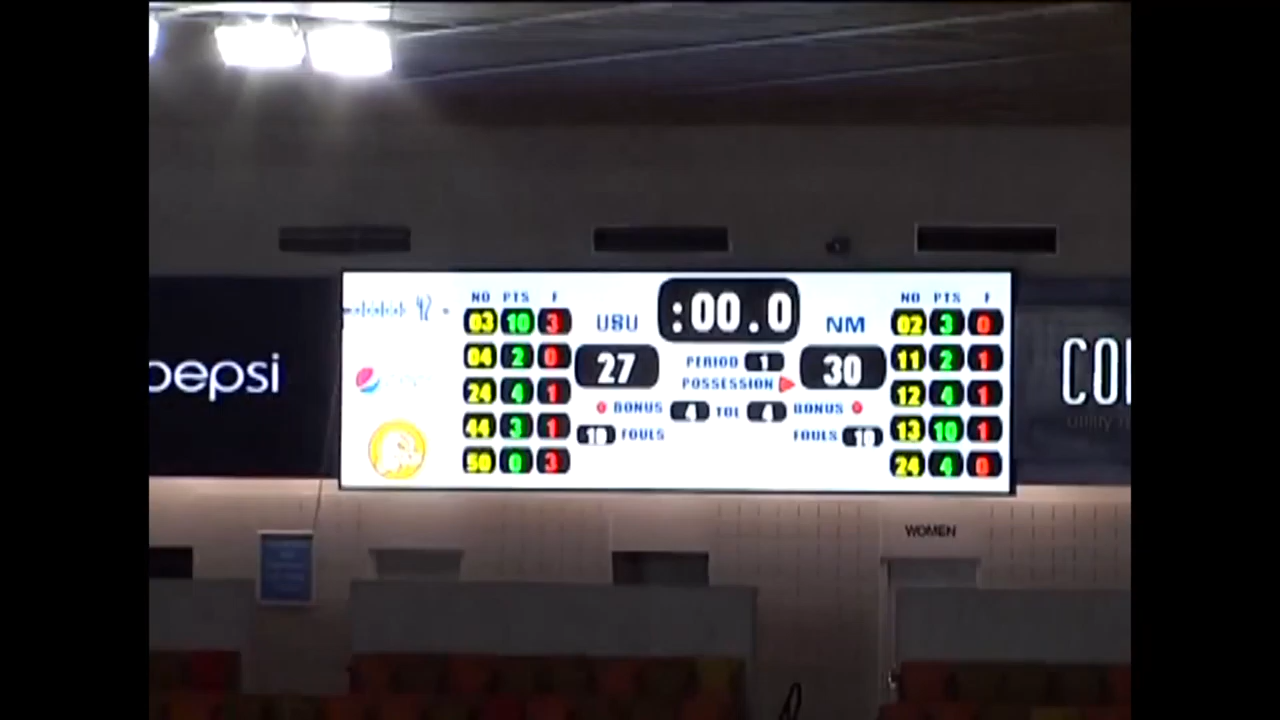 NO PTS F
:00.0
NO PTS F
03 10 3
USU
NM
02 3 0
04 2 0
27
PERIOD 1
30
11 2 1
POSSESSION
24 4 1
BONUS 4 TOL 4 BONUS
12 4 1
44 3 1
10 FOULS
FOULS 10
13 10 1
50 0 3
24 4 0
pepsi
WOMEN